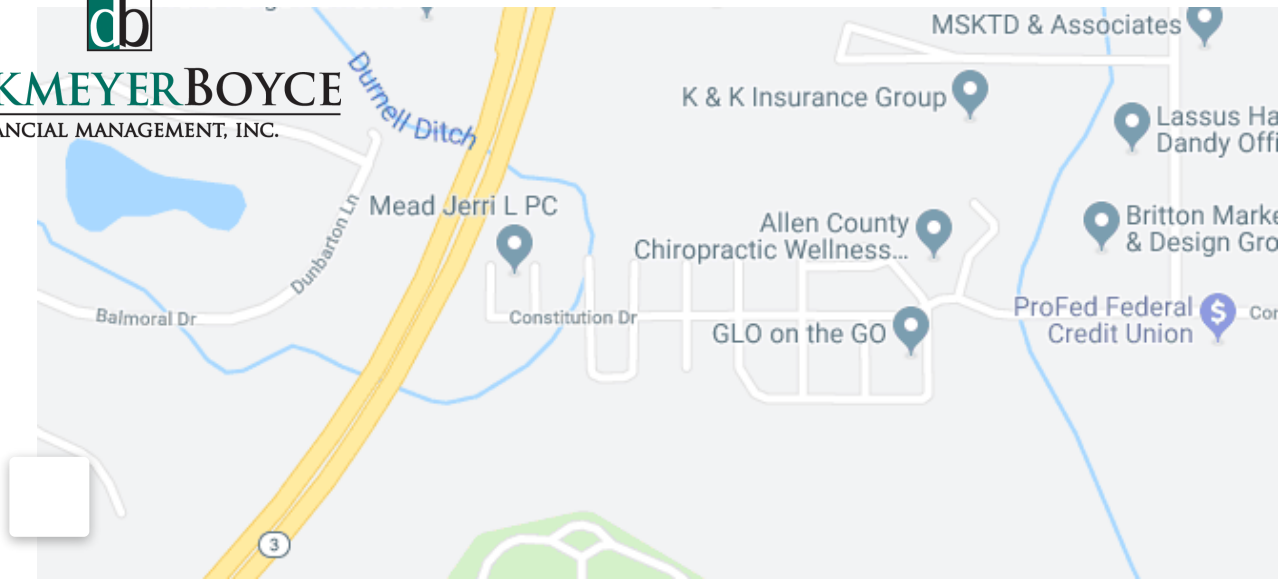 db
KMEYERBOYCE
ANCIAL MANAGEMENT, INC.
Durnell Ditch
MSKTD & Associates
K & K Insurance Group
Lassus Ha
Dandy Offi
Mead Jerri L PC
Dunbarton Ln
Allen County
Chiropractic Wellness...
Britton Marke
& Design Gro
Balmoral Dr
Constitution Dr
GLO on the GO
ProFed Federal
Credit Union
$
Con
3